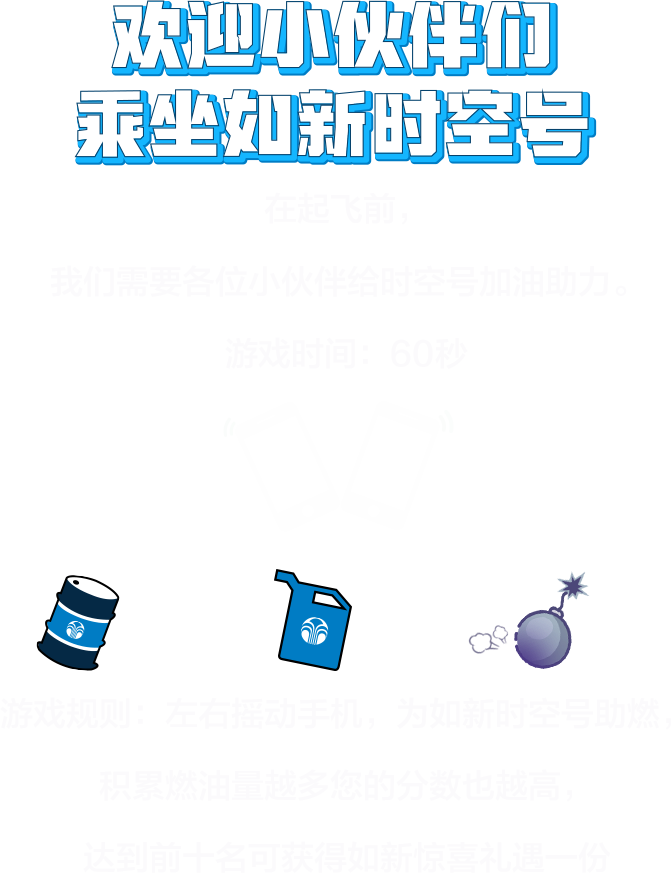 欢迎小伙伴们
乘坐如新时空号
在起飞前，
我们需要各位小伙伴给时空号加油助力。
游戏时间：60秒
游戏规则：左右摇动手机，为如新时空号助燃，
积累燃油量越多您的分数也越高，
达到前十名可获得如新惊喜礼遇一份